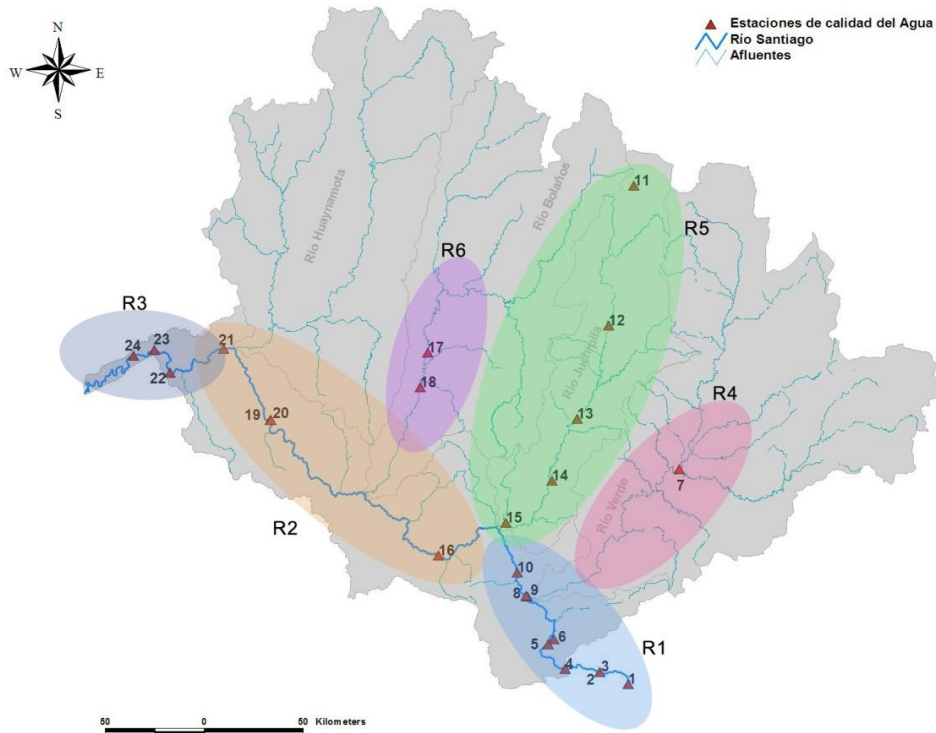 N
W E
S
Estaciones de calidad del Agua
Río Santiago
Afluentes
Río Huaynamota
Río Bolaños
11
R5
R6
12
Río Juchipila
R3
24 23 21
22
17
18
R4
19 20
13
7
14
Río Verde
R2
15
16
10
8 9
5 6
R1
4 3
2 1
50 0 50 Kilometers